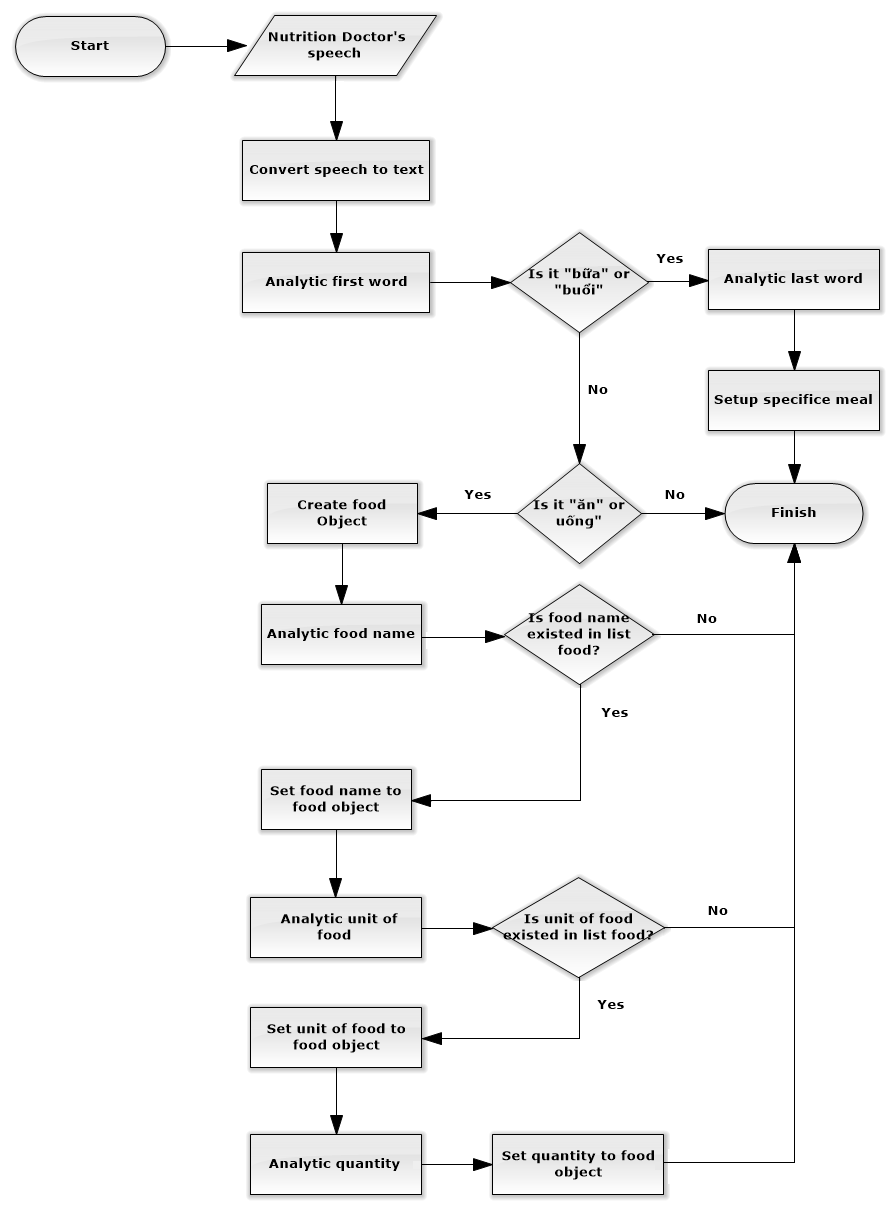 Start
Nutrition Doctor's
speech
Convert speech to text
Analytic first word
Is it "bữa" or
"buổi"
Yes
Analytic last word
Setup specifice meal
No
Is it "ăn" or
uống"
Yes
No
Create food
Object
Finish
Analytic food name
Is food name
existed in list
food?
No
Yes
Set food name to
food object
Analytic unit of
food
Is unit of food
existed in list food?
No
Yes
Set unit of food to
food object
Analytic quantity
Set quantity to food
object